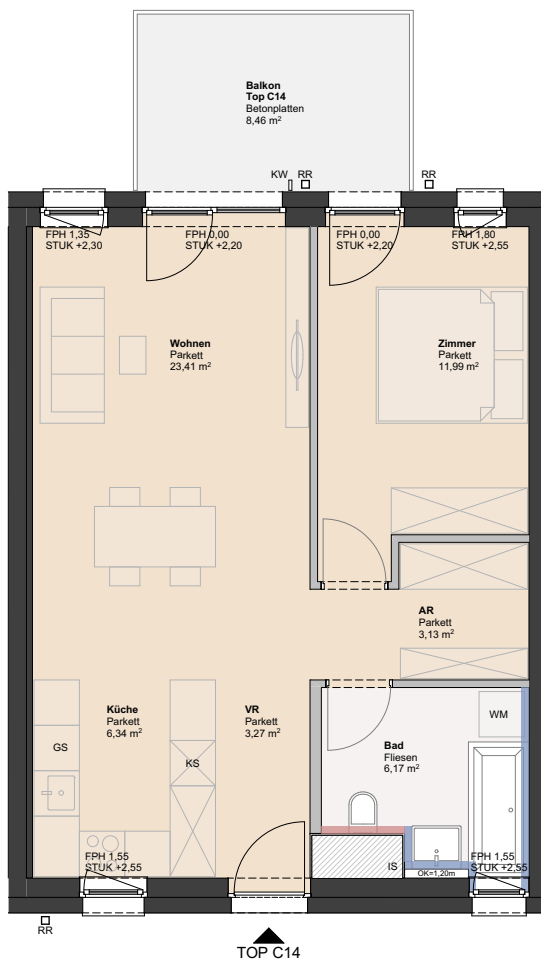 Balkon
Top C14
Betonplatten
8,46 m²
KW
RR
RR
FPH 1,35
STUK +2,30
FPH 0,00
STUK +2,20
FPH 0,00
STUK +2,20
FPH 1,80
STUK +2,55
Wohnen
Parkett
23,41 m²
Zimmer
Parkett
11,99 m²
AR
Parkett
3,13 m²
Küche
Parkett
6,34 m²
VR
Parkett
3,27 m²
WM
GS
KS
Bad
Fliesen
6,17 m²
FPH 1,55
STUK +2,55
IS
OK=1,20m
FPH 1,55
STUK +2,55
RR
TOP C14